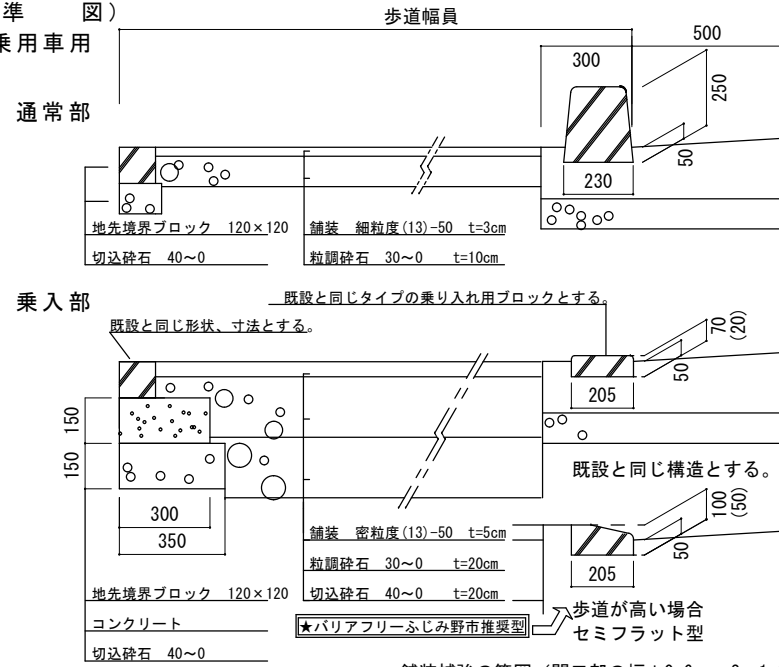 準　図)
乗用車用
歩道幅員
500
300
250
通常部
50
230
地先境界ブロック 120×120
舗装 細粒度(13)-50 t=3cm
切込砕石 40～0
粒調砕石 30～0 t=10cm
乗入部
既設と同じタイプの乗り入れ用ブロックとする。
既設と同じ形状、寸法とする。
70
(20)
50
205
150
150
既設と同じ構造とする。
300
350
100
(50)
50
205
舗装 密粒度(13)-50 t=5cm
粒調砕石 30～0 t=20cm
地先境界ブロック 120×120
切込砕石 40～0 t=20cm
コンクリート
★バリアフリーふじみ野市推奨型
歩道が高い場合
セミフラット型
切込砕石 40～0